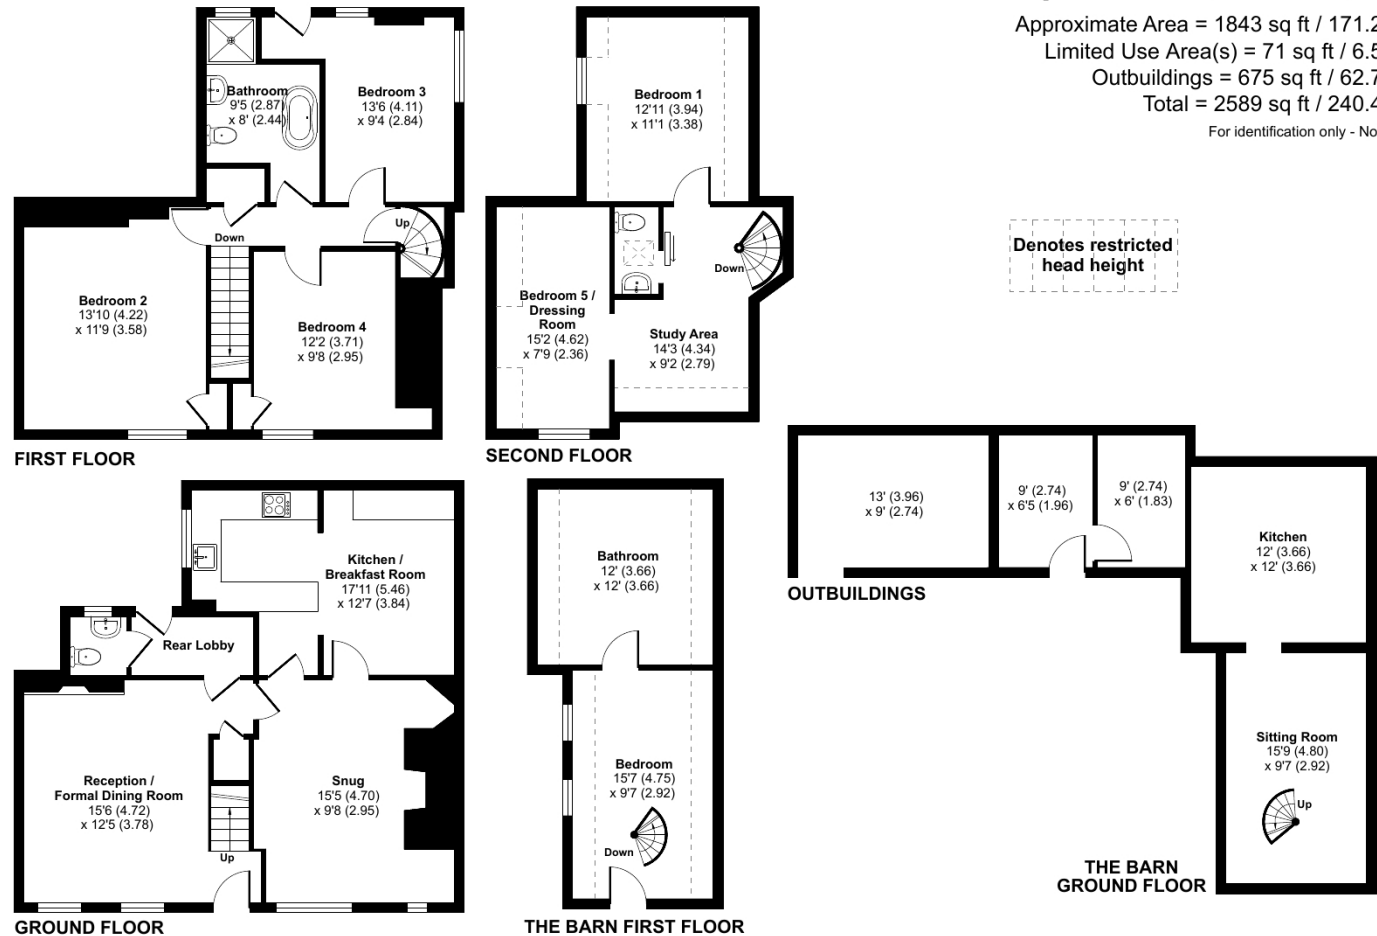 Approximate Area = 1843 sq ft / 171.2
Limited Use Area(s) = 71 sq ft / 6.5
Outbuildings = 675 sq ft / 62.7
Total = 2589 sq ft / 240.4
For identification only - No
Denotes restricted
head height
Bathroom
9'5 (2.87)
x 8' (2.44)
Bedroom 3
13'6 (4.11)
x 9'4 (2.84)
Up
Down
Bedroom 2
13'10 (4.22)
x 11'9 (3.58)
Bedroom 4
12'2 (3.71)
x 9'8 (2.95)
FIRST FLOOR
Bedroom 1
12'11 (3.94)
x 11'1 (3.38)
Down
Bedroom 5 /
Dressing
Room
15'2 (4.62)
x 7'9 (2.36)
Study Area
14'3 (4.34)
x 9'2 (2.79)
SECOND FLOOR
Kitchen /
Breakfast Room
17'11 (5.46)
x 12'7 (3.84)
Rear Lobby
Reception /
Formal Dining Room
15'6 (4.72)
x 12'5 (3.78)
Snug
15'5 (4.70)
x 9'8 (2.95)
Up
GROUND FLOOR
Bathroom
12' (3.66)
x 12' (3.66)
Bedroom
15'7 (4.75)
x 9'7 (2.92)
Down
THE BARN FIRST FLOOR
13' (3.96)
x 9' (2.74)
9' (2.74)
x 6'5 (1.96)
9' (2.74)
x 6' (1.83)
OUTBUILDINGS
Kitchen
12' (3.66)
x 12' (3.66)
Sitting Room
15'9 (4.80)
x 9'7 (2.92)
Up
THE BARN
GROUND FLOOR